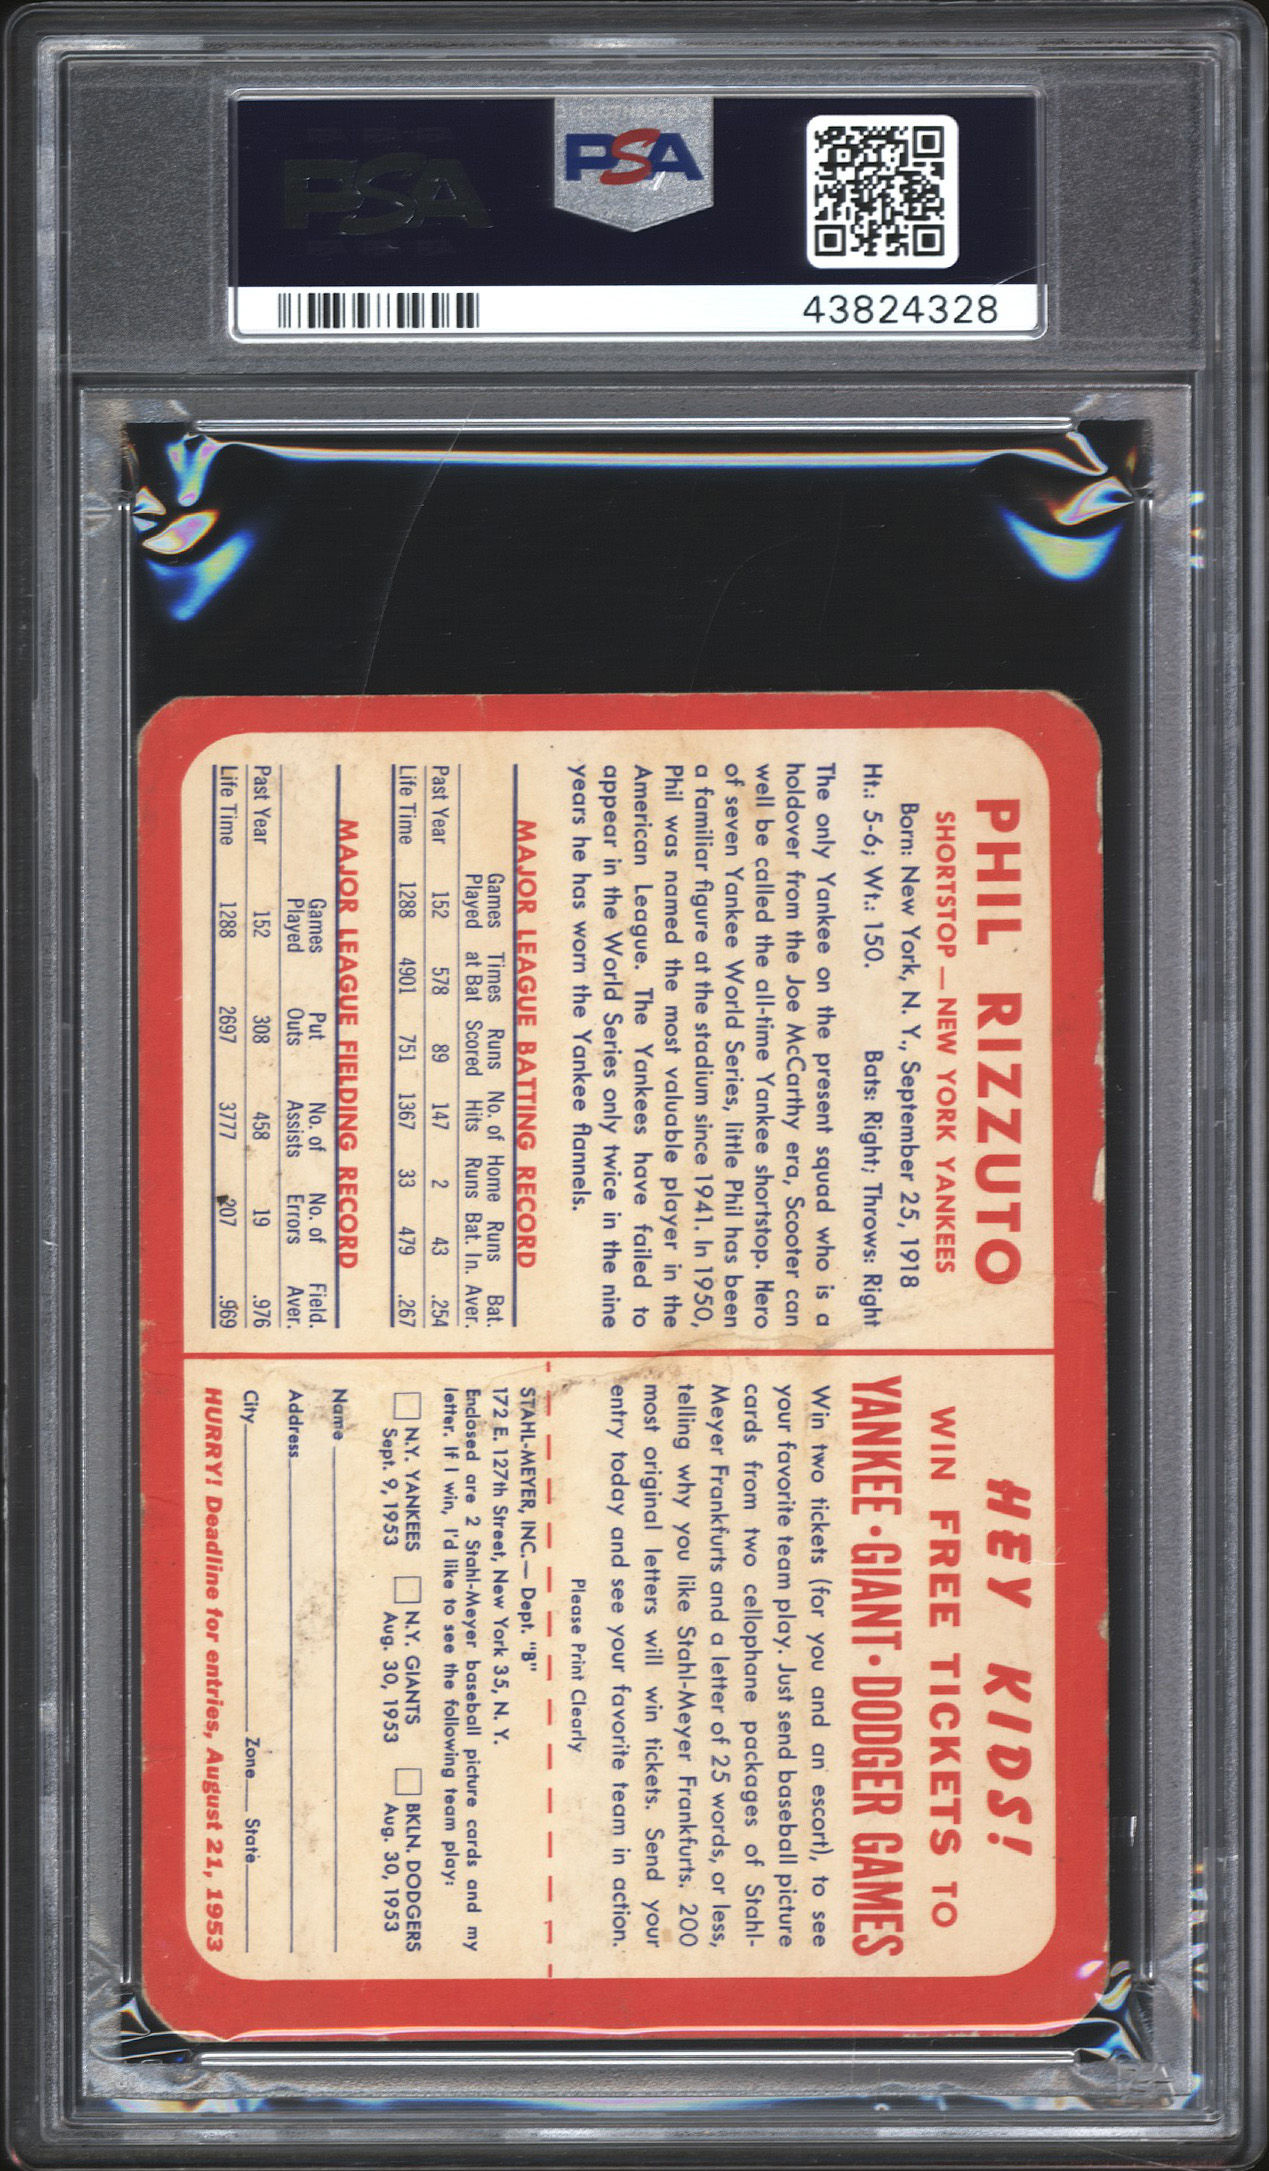 PSA
PSA
43824328
PHIL RIZZUTO
SHORTSTOP — NEW YORK YANKEES
Born: New York, N. Y., September 25, 1918
Ht.: 5-6; Wt.: 150. Bats: Right; Throws: Right
The only Yankee on the present squad who is a
holdover from the Joe McCarthy era, Scooter can
well be called the all-time Yankee shortstop. Hero
of seven Yankee World Series, little Phil has been
a familiar figure at the stadium since 1941. In 1950,
Phil was named the most valuable player in the
American League. The Yankees have failed to
appear in the World Series only twice in the nine
years he has worn the Yankee flannels.
MAJOR LEAGUE BATTING RECORD
Games Times Runs No. of Home Runs Bat.
Played at Bat Scored Hits Runs Bat. In. Aver.
Past Year 152 578 89 147 2 43 .254
Life Time 1288 4901 751 1367 33 479 .267
MAJOR LEAGUE FIELDING RECORD
Games Put No. of No. of Field.
Played Outs Assists Errors Aver.
Past Year 152 308 458 19 .976
Life Time 1288 2697 3777 207 .969
HEY KIDS!
WIN FREE TICKETS TO
YANKEE • GIANT • DODGER GAMES
Win two tickets (for you and an escort), to see
your favorite team play. Just send baseball picture
cards from two cellophane packages of Stahl-
Meyer Frankfurts and a letter of 25 words, or less,
telling why you like Stahl-Meyer Frankfurts. 200
most original letters will win tickets. Send your
entry today and see your favorite team in action.
Please Print Clearly
STAHL-MEYER, INC.— Dept. "B"
172 E. 127th Street, New York 35, N. Y.
Enclosed are 2 Stahl-Meyer baseball picture cards and my
letter. If I win, I'd like to see the following team play:
N.Y. YANKEES N.Y. GIANTS BKLN. DODGERS
Sept. 9, 1953 Aug. 30, 1953 Aug. 30, 1953
Name
Address
City Zone State
HURRY! Deadline for entries, August 21, 1953